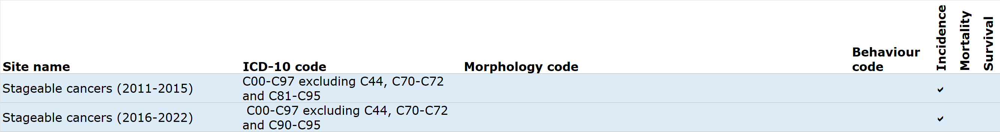 Site name ICD-10 code Morphology code Behaviour code Incidence Mortality Survival
Stageable cancers (2011-2015) C00-C97 excluding C44, C70-C72
and C81-C95
Stageable cancers (2016-2022) C00-C97 excluding C44, C70-C72
and C90-C95